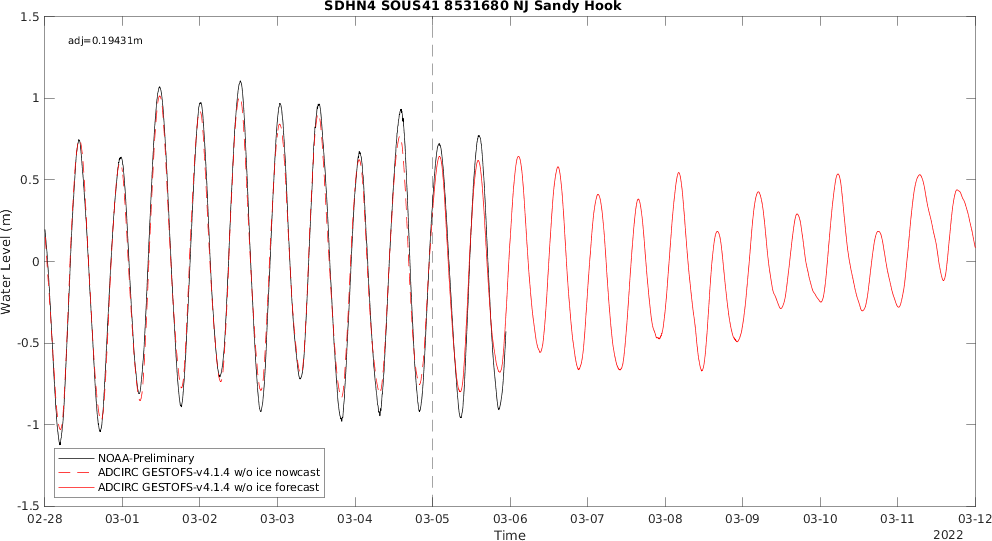 SDHN4 SOUS41 8531680 NJ Sandy Hook
adj=0.19431m
1.5
1
0.5
0
-0.5
-1
-1.5
Water Level (m)
NOAA-Preliminary
ADCIRC GESTOFS-v4.1.4 w/o ice nowcast
ADCIRC GESTOFS-v4.1.4 w/o ice forecast
02-28 03-01 03-02 03-03 03-04 03-05 03-06 03-07 03-08 03-09 03-10 03-11 03-12
Time
2022